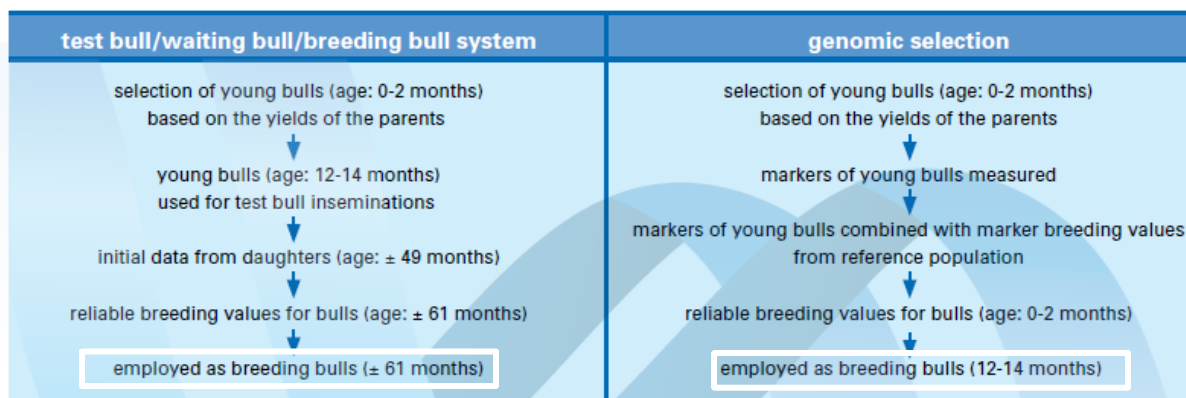 test bull/waiting bull/breeding bull system
selection of young bulls (age: 0-2 months)
based on the yields of the parents
young bulls (age: 12-14 months)
used for test bull inseminations
initial data from daughters (age: ± 49 months)
reliable breeding values for bulls (age: ± 61 months)
employed as breeding bulls (± 61 months)
genomic selection
selection of young bulls (age: 0-2 months)
based on the yields of the parents
markers of young bulls measured
markers of young bulls combined with marker breeding values
from reference population
reliable breeding values for bulls (age: 0-2 months)
employed as breeding bulls (12-14 months)